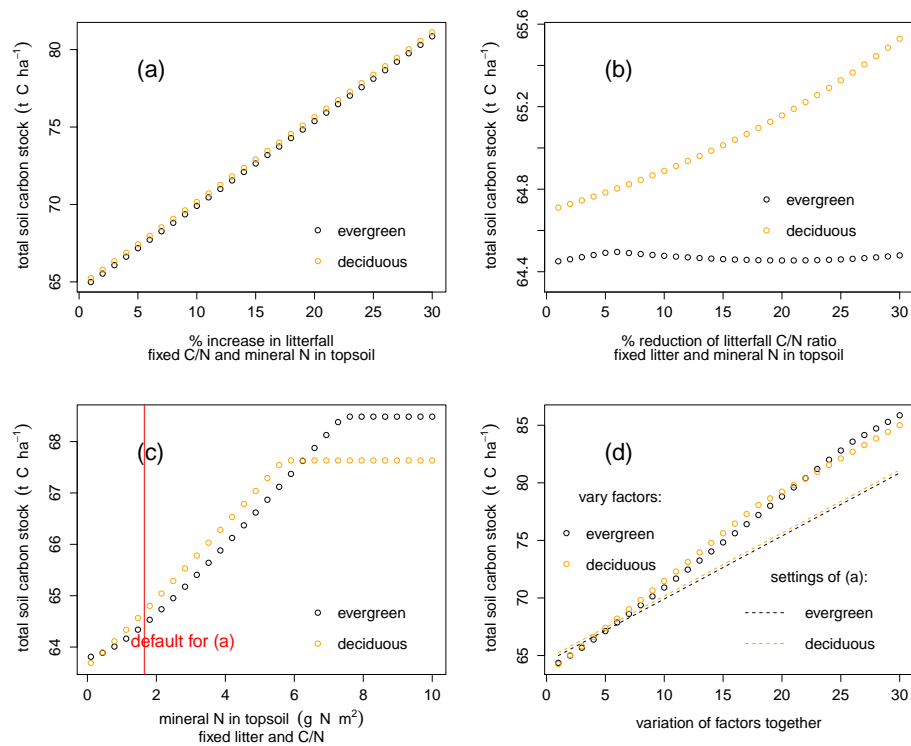 (a)
total soil carbon stock (t C ha⁻¹)
80
75
70
65
evergreen
deciduous
0 5 10 15 20 25 30
% increase in litterfall
fixed C/N and mineral N in topsoil
(b)
total soil carbon stock (t C ha⁻¹)
65.6
65.2
64.8
64.4
evergreen
deciduous
0 5 10 15 20 25 30
% reduction of litterfall C/N ratio
fixed litter and mineral N in topsoil
(c)
total soil carbon stock (t C ha⁻¹)
68
67
66
65
64
evergreen
deciduous
default for (a)
0 2 4 6 8 10
mineral N in topsoil (g N m²)
fixed litter and C/N
(d)
total soil carbon stock (t C ha⁻¹)
85
80
75
70
65
vary factors:
evergreen
deciduous
settings of (a):
evergreen
deciduous
0 5 10 15 20 25 30
variation of factors together